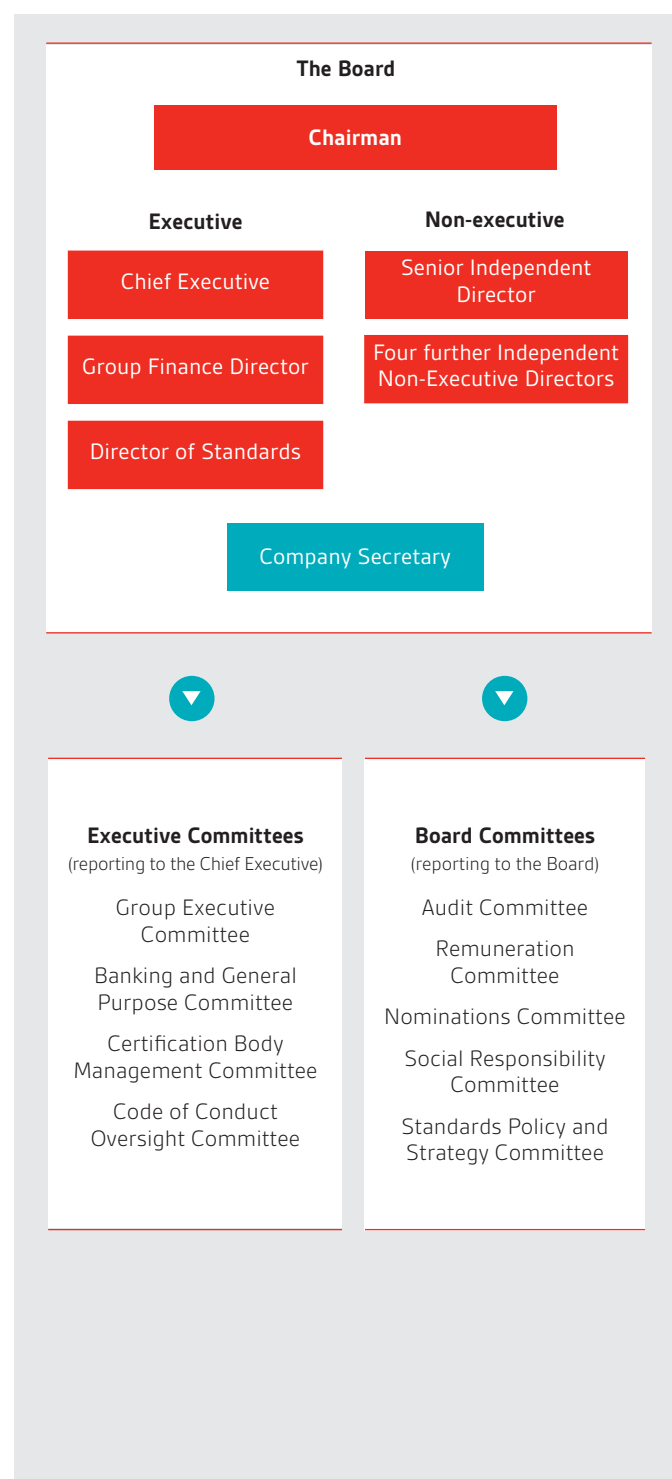 The Board
Chairman
Executive
Chief Executive
Group Finance Director
Director of Standards
Non-executive
Senior Independent
Director
Four further Independent
Non-Executive Directors
Company Secretary
Executive Committees
(reporting to the Chief Executive)
Group Executive
Committee
Banking and General
Purpose Committee
Certification Body
Management Committee
Code of Conduct
Oversight Committee
Board Committees
(reporting to the Board)
Audit Committee
Remuneration
Committee
Nominations Committee
Social Responsibility
Committee
Standards Policy and
Strategy Committee